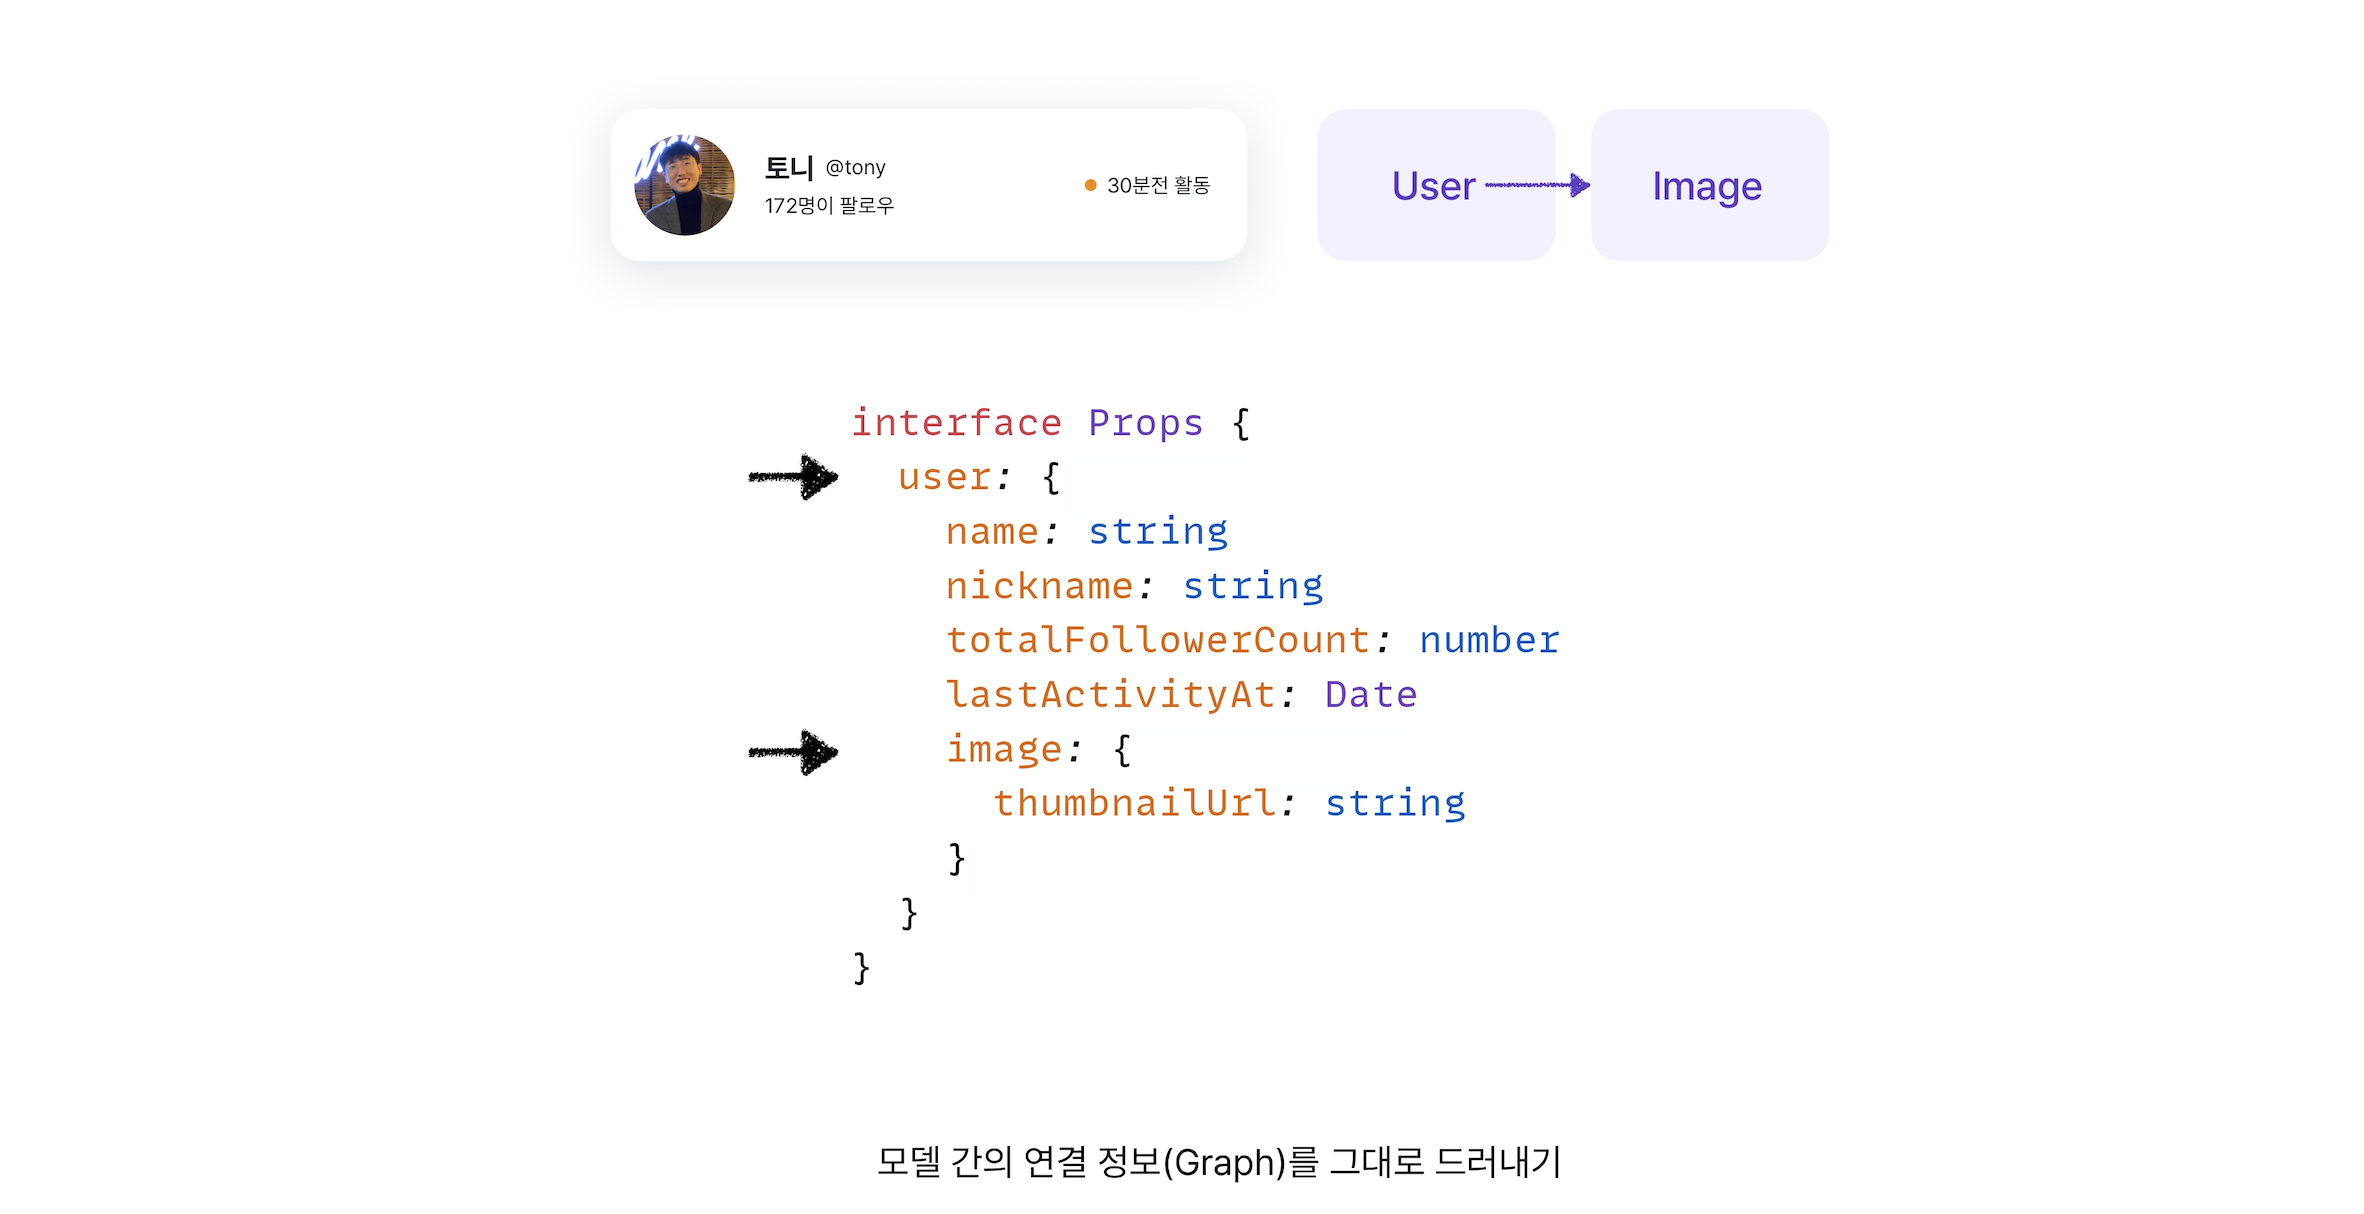 토니 @tony
172명이 팔로우
30분전 활동
User
Image
interface Props {
user: {
name: string
nickname: string
totalFollowerCount: number
lastActivityAt: Date
image: {
thumbnailUrl: string
}
}
}
모델 간의 연결 정보(Graph)를 그대로 드러내기